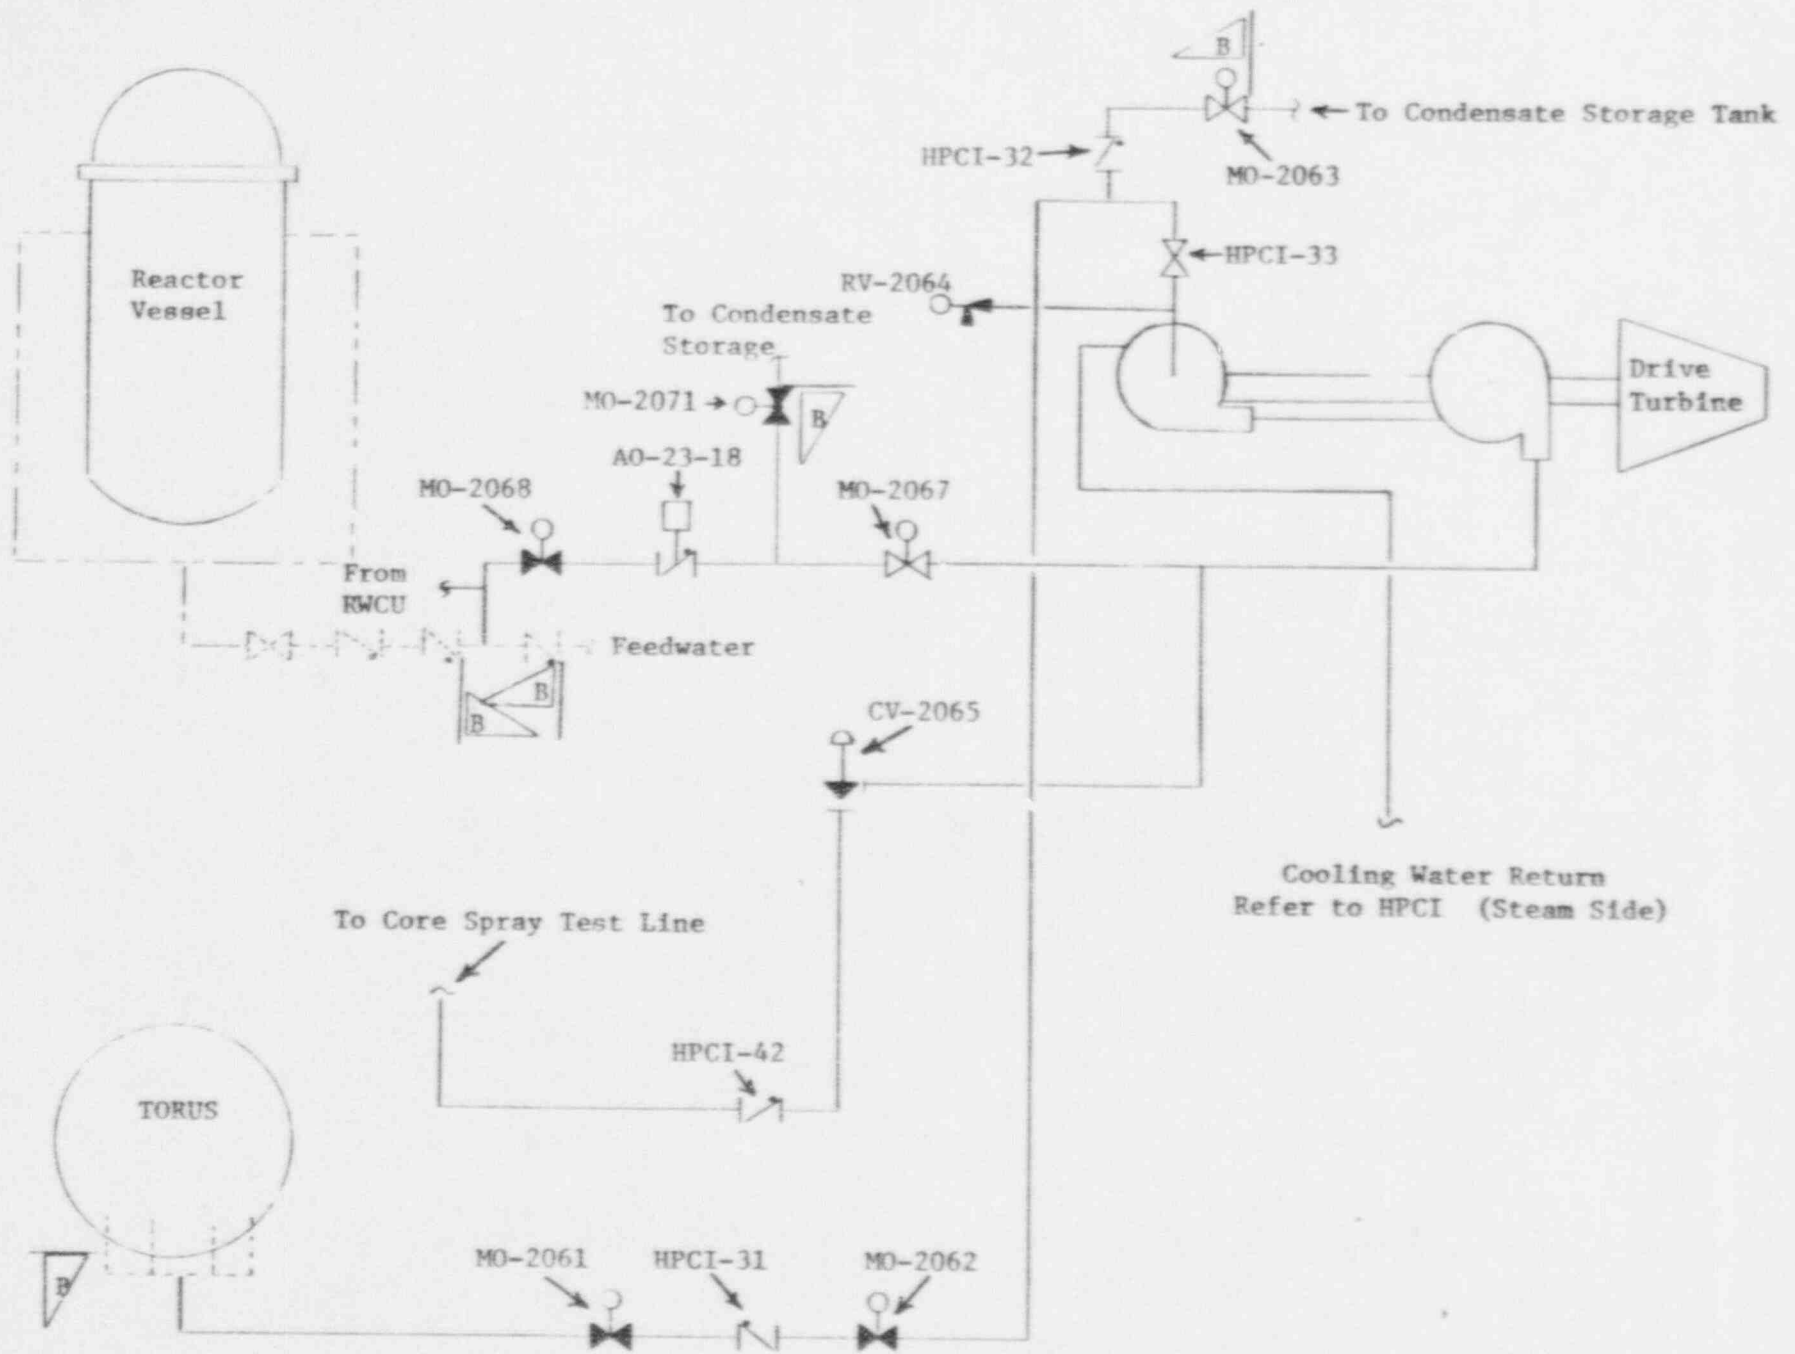 B
To Condensate Storage Tank
HPCI-32
MO-2063
HPCI-33
Reactor
Vessel
RV-2064
To Condensate
Storage
Drive
Turbine
MO-2071
B
AO-23-18
MO-2068
MO-2067
From
RWCU
Feedwater
B
B
CV-2065
Cooling Water Return
Refer to HPCI (Steam Side)
To Core Spray Test Line
HPCI-42
TORUS
MO-2061
HPCI-31
MO-2062
B